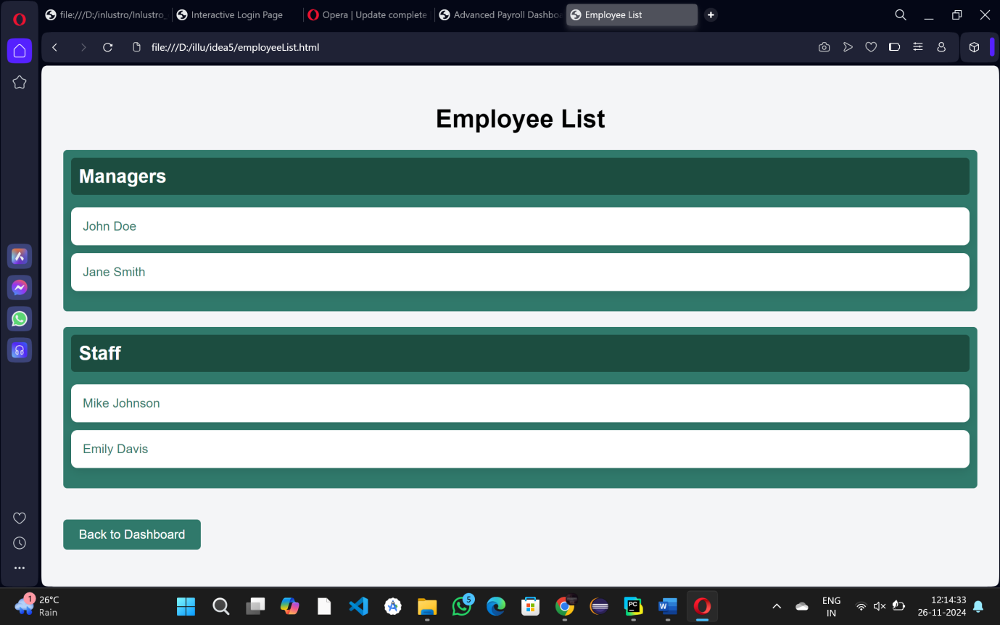 file:///D:/inlustro/Inlustro_
Interactive Login Page
Opera | Update complete
Advanced Payroll Dashboa
Employee List
file:///D:/illu/idea5/employeeList.html
Employee List
Managers
John Doe
Jane Smith
Staff
Mike Johnson
Emily Davis
Back to Dashboard
1
26°C
Rain
5
PC
W
ENG
IN
12:14:33
26-11-2024